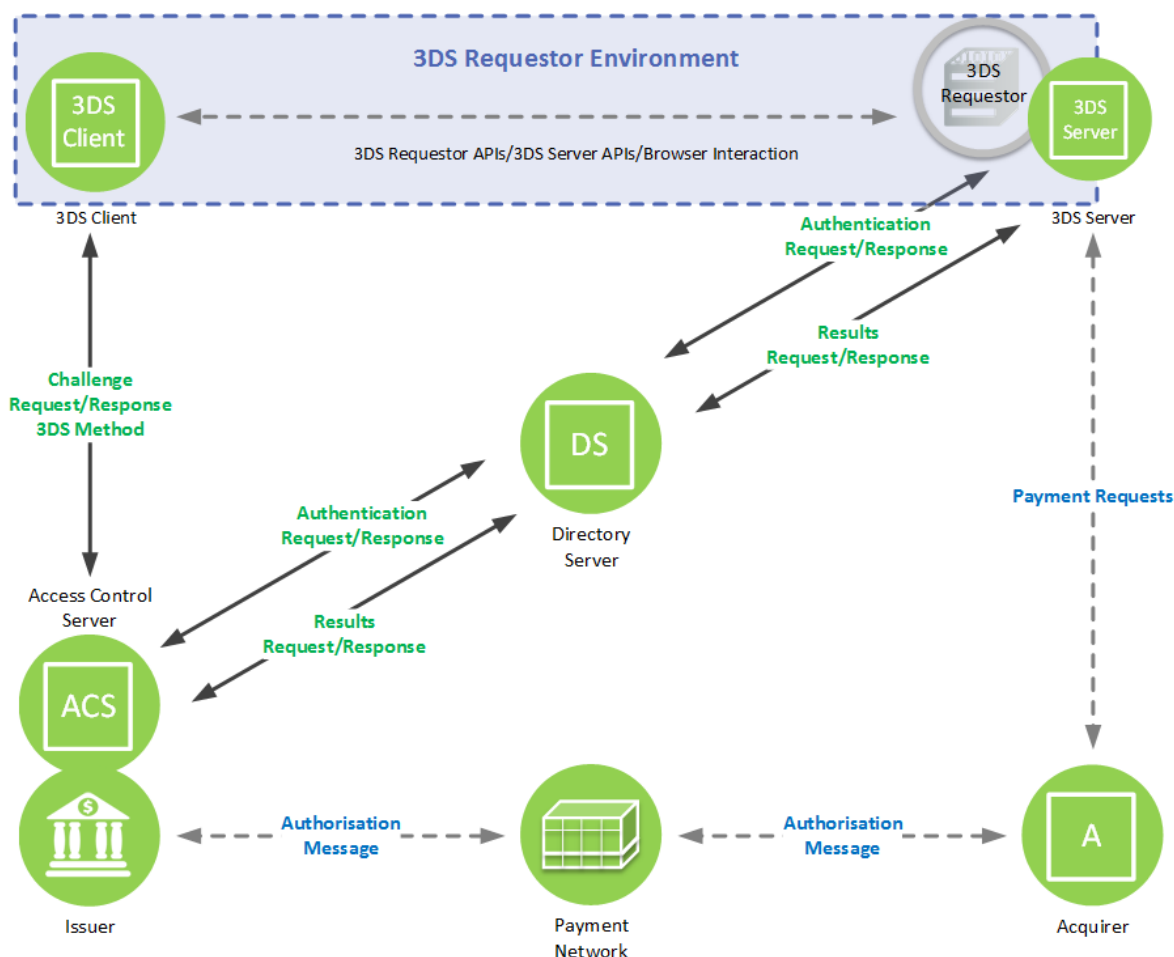 3DS Requestor Environment
3DS
Client
3DS
Requestor
3DS
Server
3DS Requestor APIs/3DS Server APIs/Browser Interaction
3DS Client
3DS Server
Authentication
Request/Response
Results
Request/Response
Challenge
Request/Response
3DS Method
DS
Directory
Server
Payment Requests
Authentication
Request/Response
Results
Request/Response
Access Control
Server
ACS
$
Authorisation
Message
Authorisation
Message
A
Issuer
Payment
Network
Acquirer